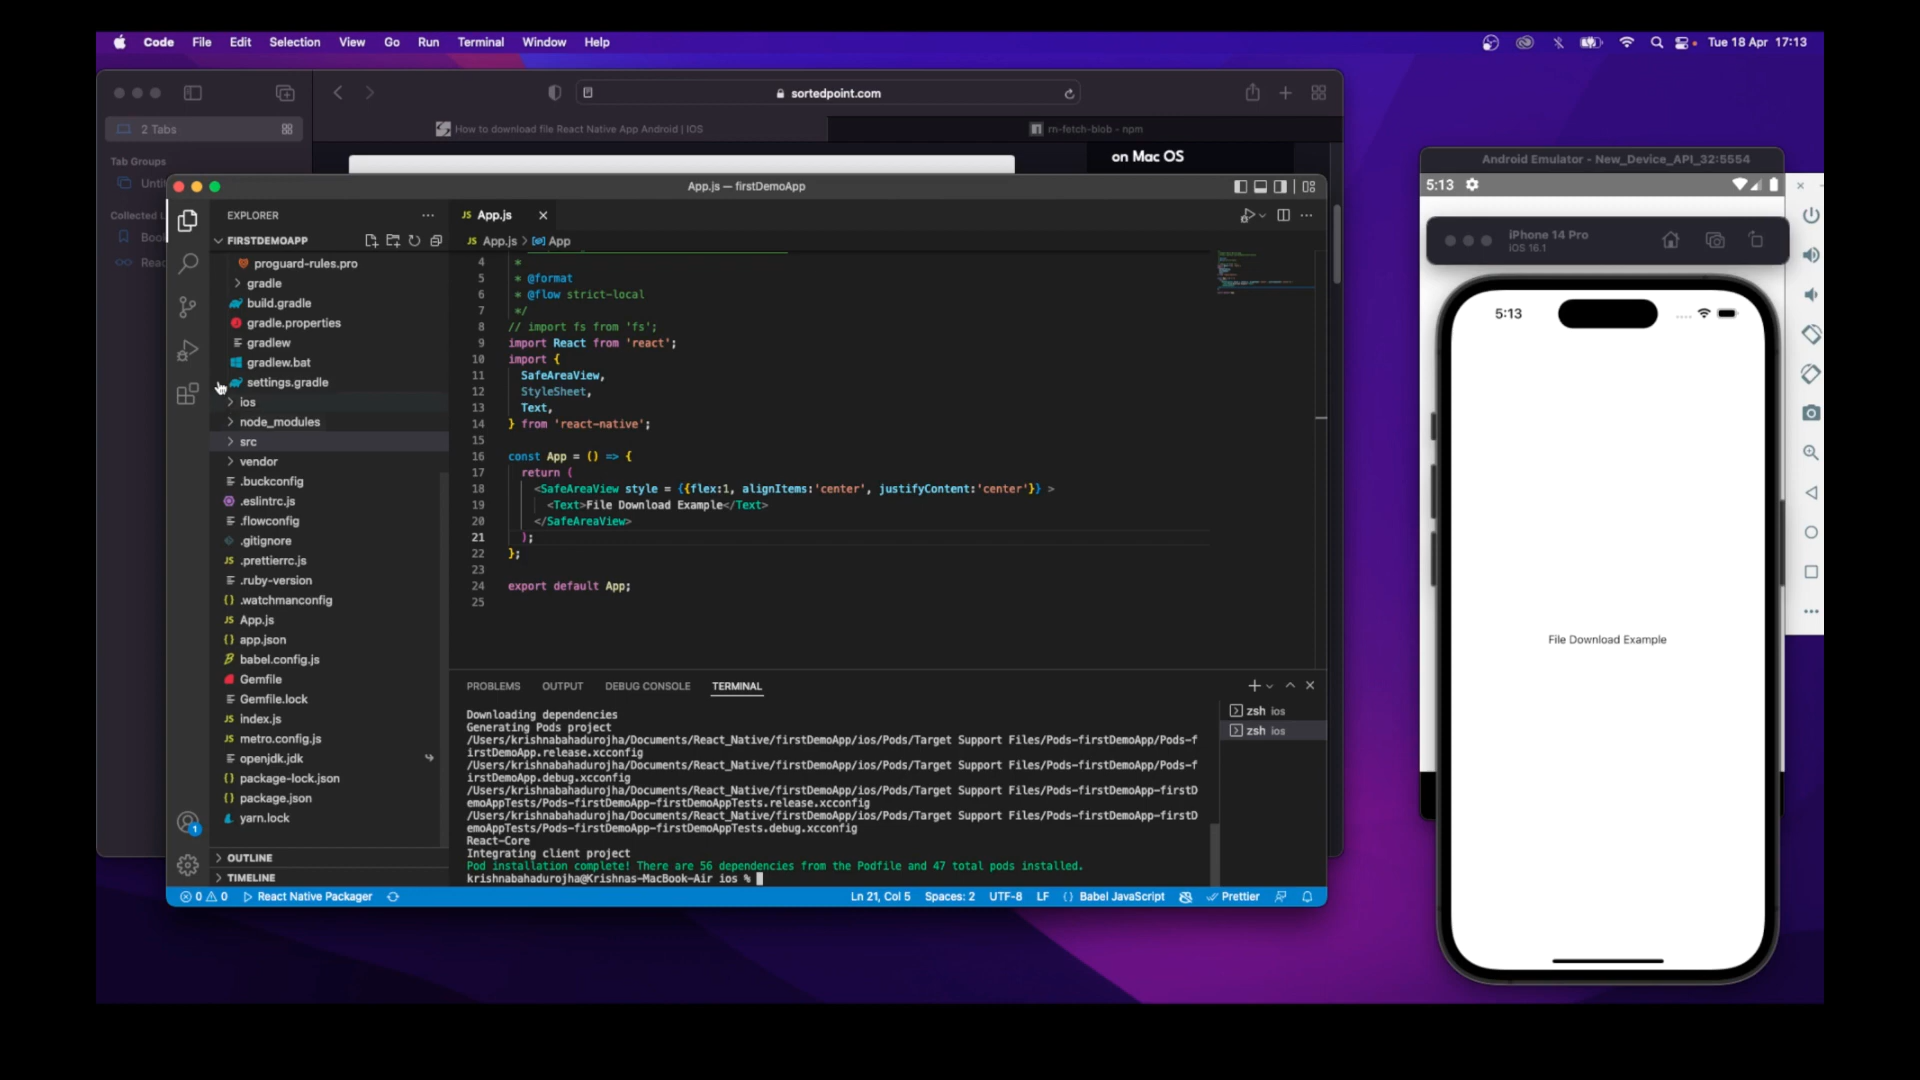 Code File Edit Selection View Go Run Terminal Window Help
Tue 18 Apr 17:13
sortedpoint.com
2 Tabs
How to download file React Native App Android | IOS
rn-fetch-blob - npm
Tab Groups
on Mac OS
App.js — firstDemoApp
EXPLORER
FIRSTDEMOAPP
proguard-rules.pro
gradle
build.gradle
gradle.properties
gradlew
gradlew.bat
settings.gradle
ios
node_modules
src
vendor
.buckconfig
.eslintrc.js
.flowconfig
.gitignore
.prettierrc.js
.ruby-version
.watchmanconfig
App.js
app.json
babel.config.js
Gemfile
Gemfile.lock
index.js
metro.config.js
openjdk.jdk
package-lock.json
package.json
yarn.lock
OUTLINE
TIMELINE
JS App.js
JS App.js > App
4 *
5 * @format
6 * @flow strict-local
7 */
8 // import fs from 'fs';
9 import React from 'react';
10 import {
11 SafeAreaView,
12 StyleSheet,
13 Text,
14 } from 'react-native';
15
16 const App = () => {
17 return (
18 <SafeAreaView style = {{flex:1, alignItems:'center', justifyContent:'center'}} >
19 <Text>File Download Example</Text>
20 </SafeAreaView>
21 );
22 };
23
24 export default App;
25
PROBLEMS OUTPUT DEBUG CONSOLE TERMINAL
Downloading dependencies
Generating Pods project
/Users/krishnabahadurojha/Documents/React_Native/firstDemoApp/ios/Pods/Target Support Files/Pods-firstDemoApp/Pods-f
irstDemoApp.release.xcconfig
/Users/krishnabahadurojha/Documents/React_Native/firstDemoApp/ios/Pods/Target Support Files/Pods-firstDemoApp/Pods-f
irstDemoApp.debug.xcconfig
/Users/krishnabahadurojha/Documents/React_Native/firstDemoApp/ios/Pods/Target Support Files/Pods-firstDemoApp-firstD
emoAppTests/Pods-firstDemoApp-firstDemoAppTests.release.xcconfig
/Users/krishnabahadurojha/Documents/React_Native/firstDemoApp/ios/Pods/Target Support Files/Pods-firstDemoApp-firstD
emoAppTests/Pods-firstDemoApp-firstDemoAppTests.debug.xcconfig
React-Core
Integrating client project
Pod installation complete! There are 56 dependencies from the Podfile and 47 total pods installed.
krishnabahadurojha@Krishnas-MacBook-Air ios %
zsh ios
zsh ios
0 0 React Native Packager
Ln 21, Col 5 Spaces: 2 UTF-8 LF {} Babel JavaScript Prettier
Android Emulator - New_Device_API_32:5554
5:13
iPhone 14 Pro
iOS 16.1
5:13
File Download Example